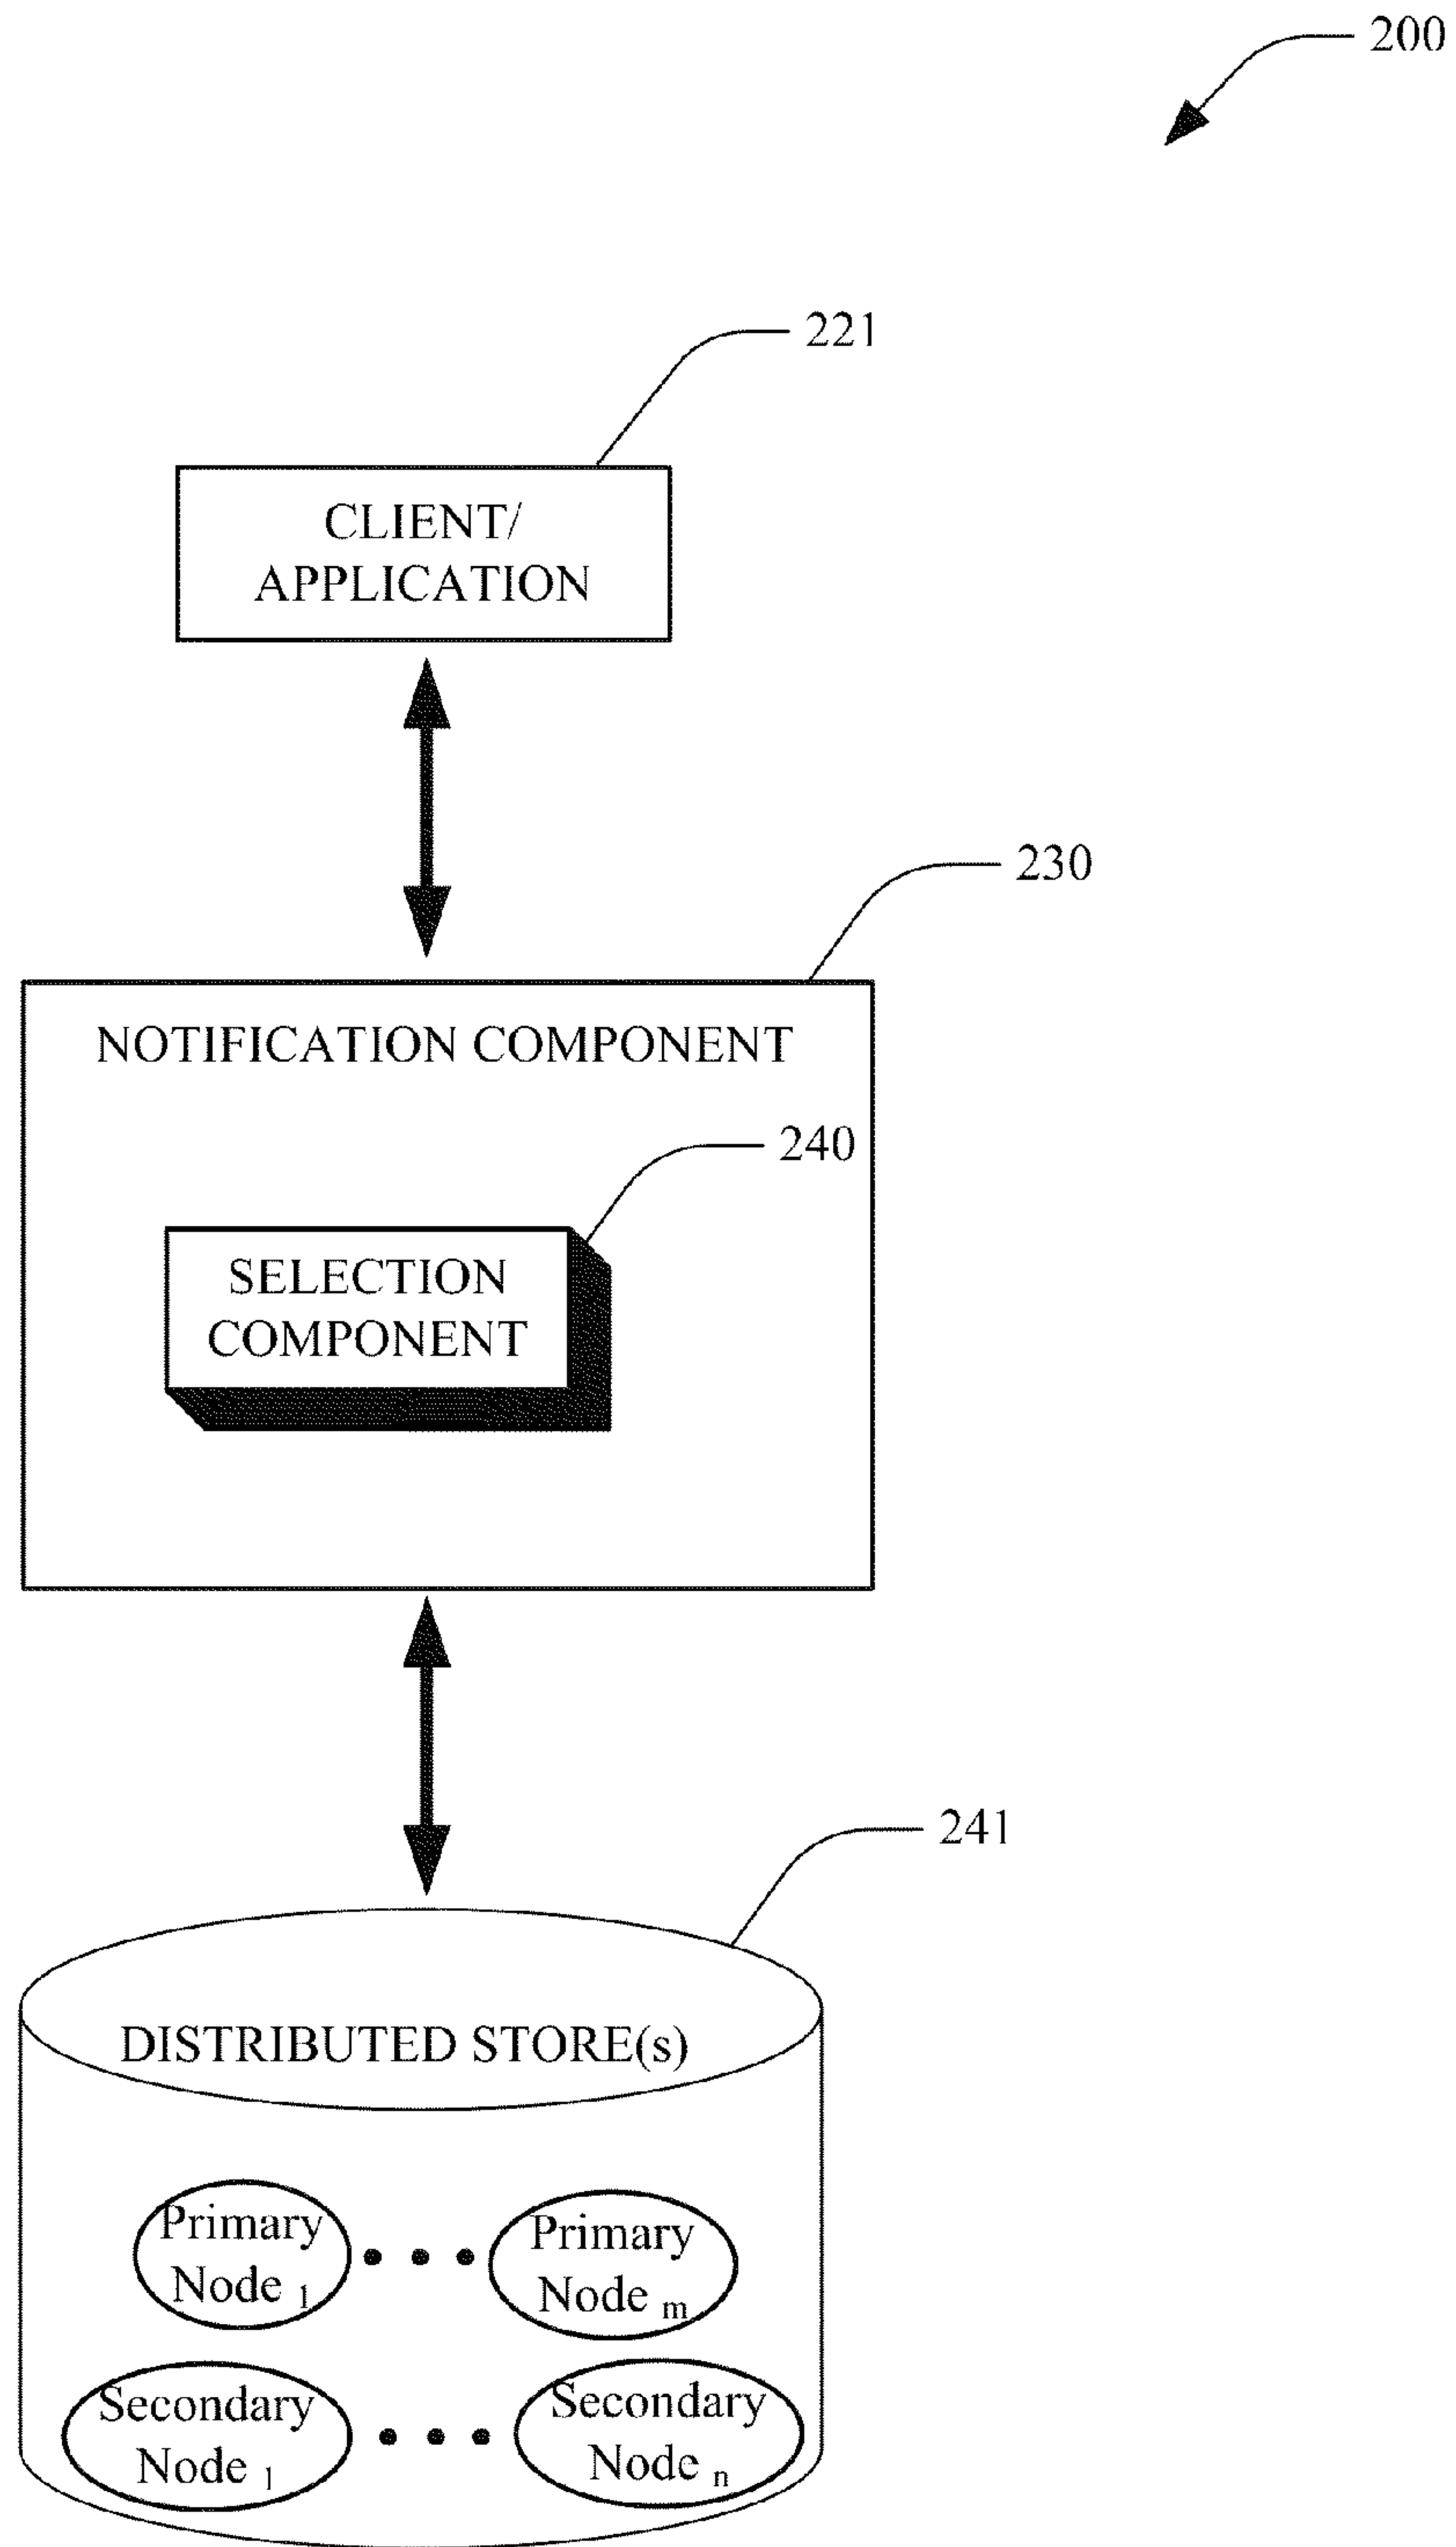 200
221
CLIENT/
APPLICATION
230
NOTIFICATION COMPONENT
240
SELECTION
COMPONENT
241
DISTRIBUTED STORE(s)
Primary
Node 1
Primary
Node m
Secondary
Node 1
Secondary
Node n